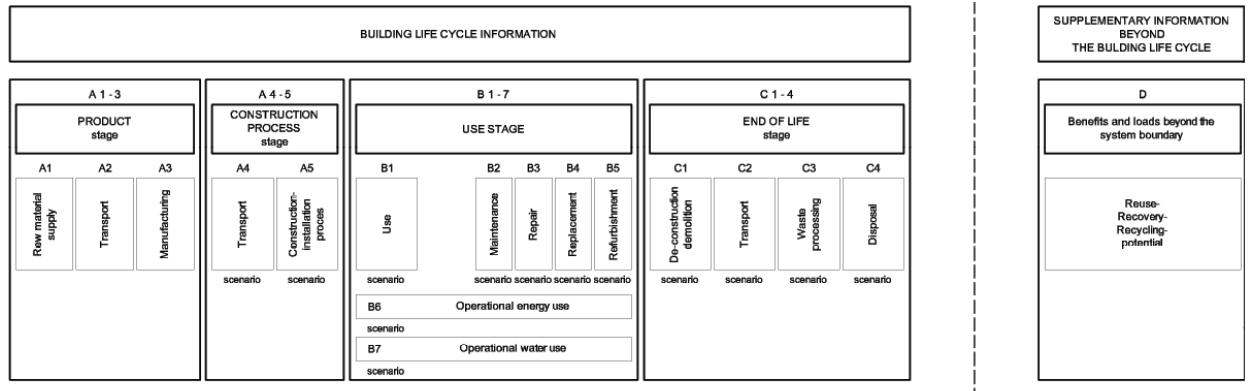 BUILDING LIFE CYCLE INFORMATION
SUPPLEMENTARY INFORMATION
BEYOND
THE BULDING LIFE CYCLE
A 1 - 3
PRODUCT
stage
A1
A2
A3
Rew material
supply
Transport
Manufacturing
A 4 - 5
CONSTRUCTION
PROCESS
stage
A4
A5
Transport
Censtruction-
installation
proces
scenario
scenario
B 1 - 7
USE STAGE
B1
B2
B3
B4
B5
Use
Maintenance
Repair
Replacement
Refurbishment
scenario
scenario
scenario
scenario
scenario
B6
Operational energy use
scenario
B7
Operational water use
scenario
C 1 - 4
END OF LIFE
stage
C1
C2
C3
C4
De-construction
demolition
Transport
Waste
processing
Disposal
scenario
scenario
scenario
scenario
D
Benefits and loads beyond the
system boundary
Reuse-
Recovery-
Recycling-
potential